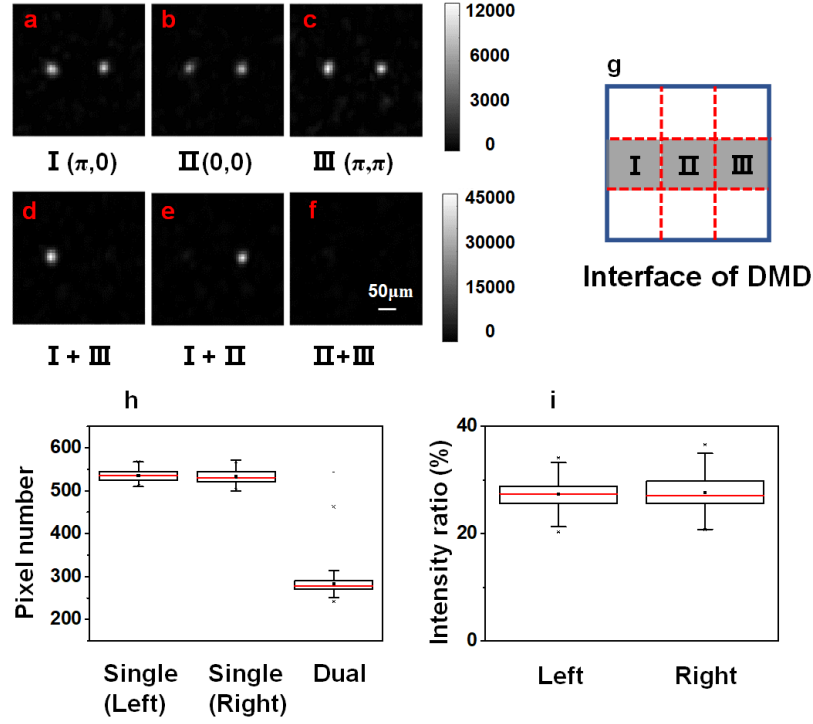 a
b
c
12000
6000
3000
0
I (π,0)
II (0,0)
III (π,π)
g
I
II
III
Interface of DMD
d
e
f
50μm
45000
30000
15000
0
I + III
I + II
II+III
h
Pixel number
600
500
400
300
200
Single
(Left)
Single
(Right)
Dual
i
Intensity ratio (%)
40
20
0
Left
Right